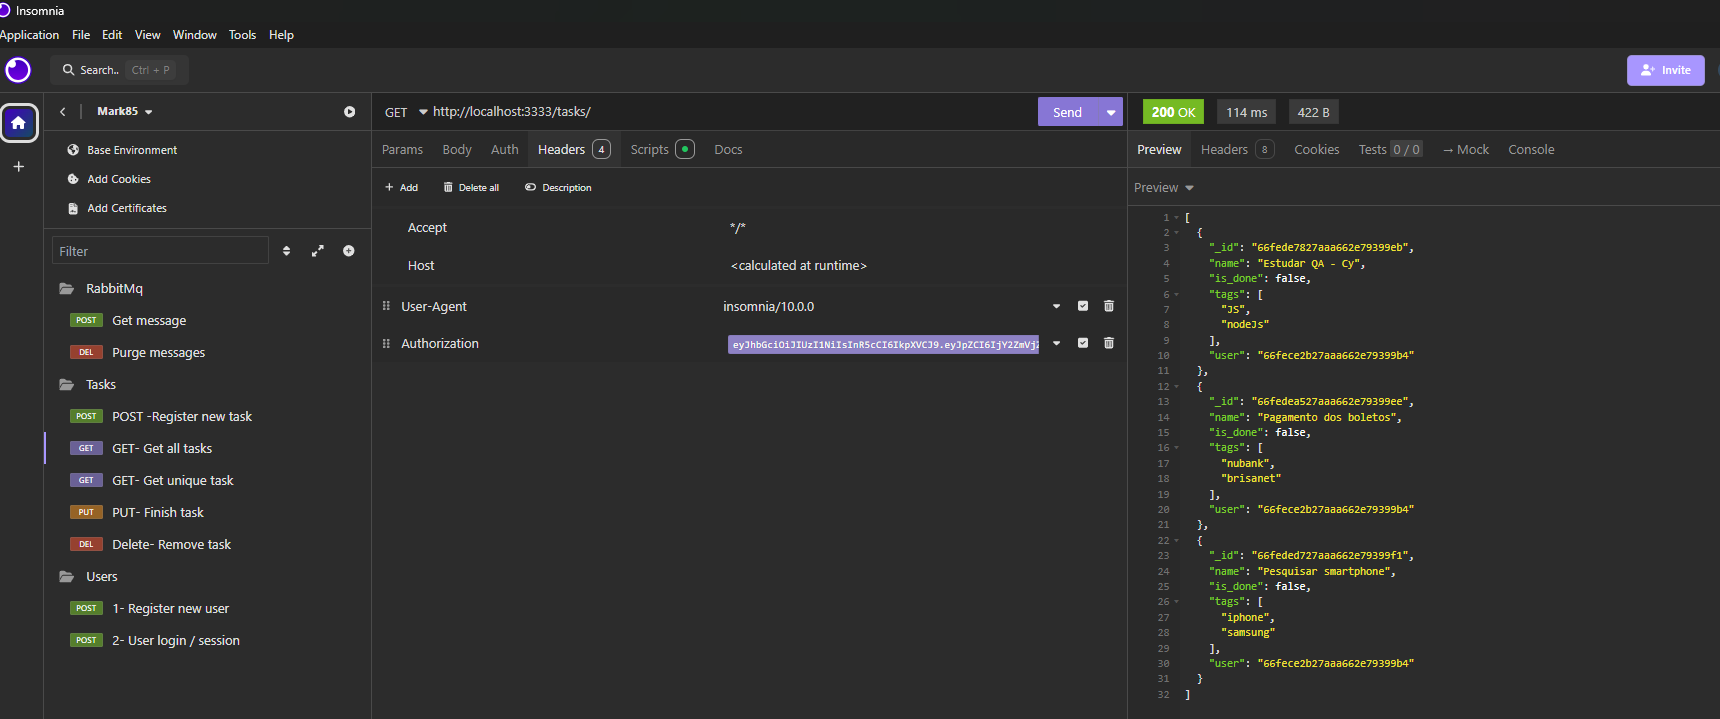 Insomnia
Application File Edit View Window Tools Help
Search.. Ctrl + P
Invite
Mark85
Base Environment
Add Cookies
Add Certificates
Filter
RabbitMq
POST Get message
DEL Purge messages
Tasks
POST POST -Register new task
GET GET- Get all tasks
GET GET- Get unique task
PUT PUT- Finish task
DEL Delete- Remove task
Users
POST 1- Register new user
POST 2- User login / session
GET http://localhost:3333/tasks/ Send
Params Body Auth Headers 4 Scripts Docs
Add Delete all Description
Accept */*
Host <calculated at runtime>
User-Agent insomnia/10.0.0
Authorization
200 OK 114 ms 422 B
Preview Headers 8 Cookies Tests 0 / 0 → Mock Console
Preview
1 [
2 {
3 "_id": "66fede7827aaa662e79399eb",
4 "name": "Estudar QA - Cy",
5 "is_done": false,
6 "tags": [
7 "JS",
8 "nodeJs"
9 ],
10 "user": "66fece2b27aaa662e79399b4"
11 },
12 {
13 "_id": "66fedea527aaa662e79399ee",
14 "name": "Pagamento dos boletos",
15 "is_done": false,
16 "tags": [
17 "nubank",
18 "brisanet"
19 ],
20 "user": "66fece2b27aaa662e79399b4"
21 },
22 {
23 "_id": "66feded727aaa662e79399f1",
24 "name": "Pesquisar smartphone",
25 "is_done": false,
26 "tags": [
27 "iphone",
28 "samsung"
29 ],
30 "user": "66fece2b27aaa662e79399b4"
31 }
32 ]